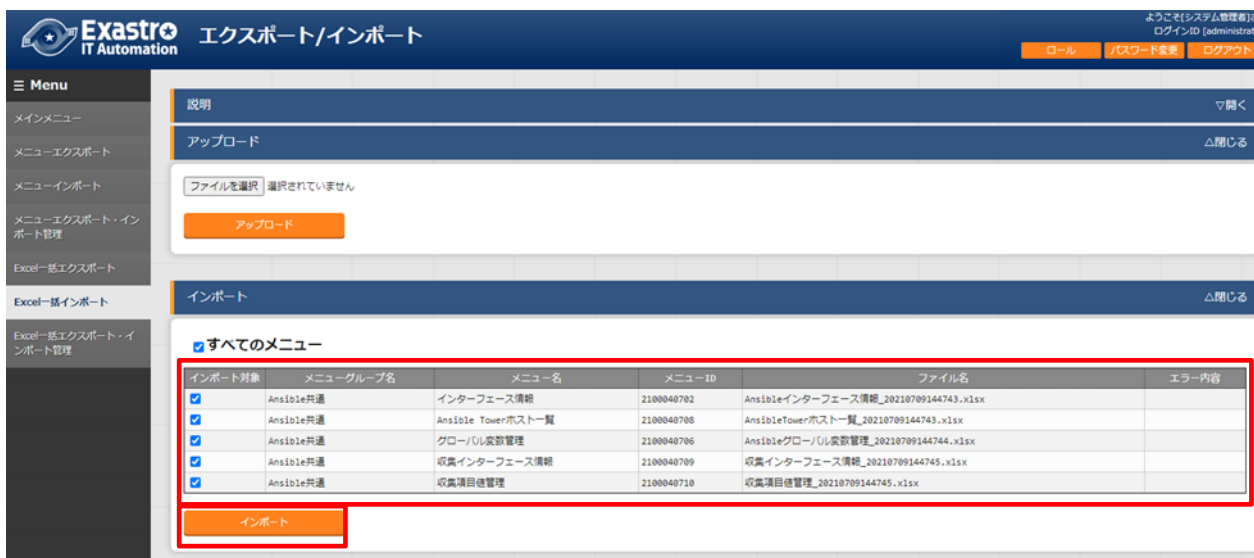 Exastro
IT Automation
エクスポート/インポート
ようこそ[システム管理者]さ
ログインID [administrat
ロール
パスワード変更
ログアウト
☰ Menu
メインメニュー
メニューエクスポート
メニューインポート
メニューエクスポート・イン
ポート管理
Excel一括エクスポート
Excel一括インポート
Excel一括エクスポート・イ
ンポート管理
説明 ▽開く
アップロード △閉じる
ファイルを選択 選択されていません
アップロード
インポート △閉じる
すべてのメニュー
インポート対象 メニューグループ名 メニュー名 メニューID ファイル名 エラー内容
Ansible共通 インターフェース情報 2100040702 Ansibleインターフェース情報_20210709144743.xlsx
Ansible共通 Ansible Towerホスト一覧 2100040708 AnsibleTowerホスト一覧_20210709144743.xlsx
Ansible共通 グローバル変数管理 2100040706 Ansibleグローバル変数管理_20210709144744.xlsx
Ansible共通 収集インターフェース情報 2100040709 収集インターフェース情報_20210709144745.xlsx
Ansible共通 収集項目値管理 2100040710 収集項目値管理_20210709144745.xlsx
インポート